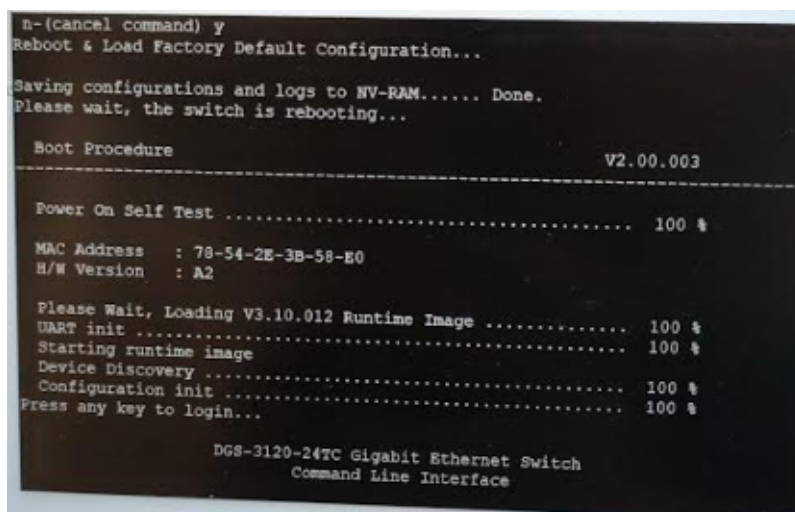 n-(cancel command) y
Reboot & Load Factory Default Configuration...
Saving configurations and logs to NV-RAM...... Done.
Please wait, the switch is rebooting...
Boot Procedure V2.00.003
--------------------------------------------------------------------------------
Power On Self Test ........................................ 100 %
MAC Address : 78-54-2E-3B-58-E0
H/W Version : A2
Please Wait, Loading V3.10.012 Runtime Image .............. 100 %
UART init ................................................. 100 %
Starting runtime image
Device Discovery .......................................... 100 %
Configuration init ........................................ 100 %
Press any key to login...
DGS-3120-24TC Gigabit Ethernet Switch
Command Line Interface